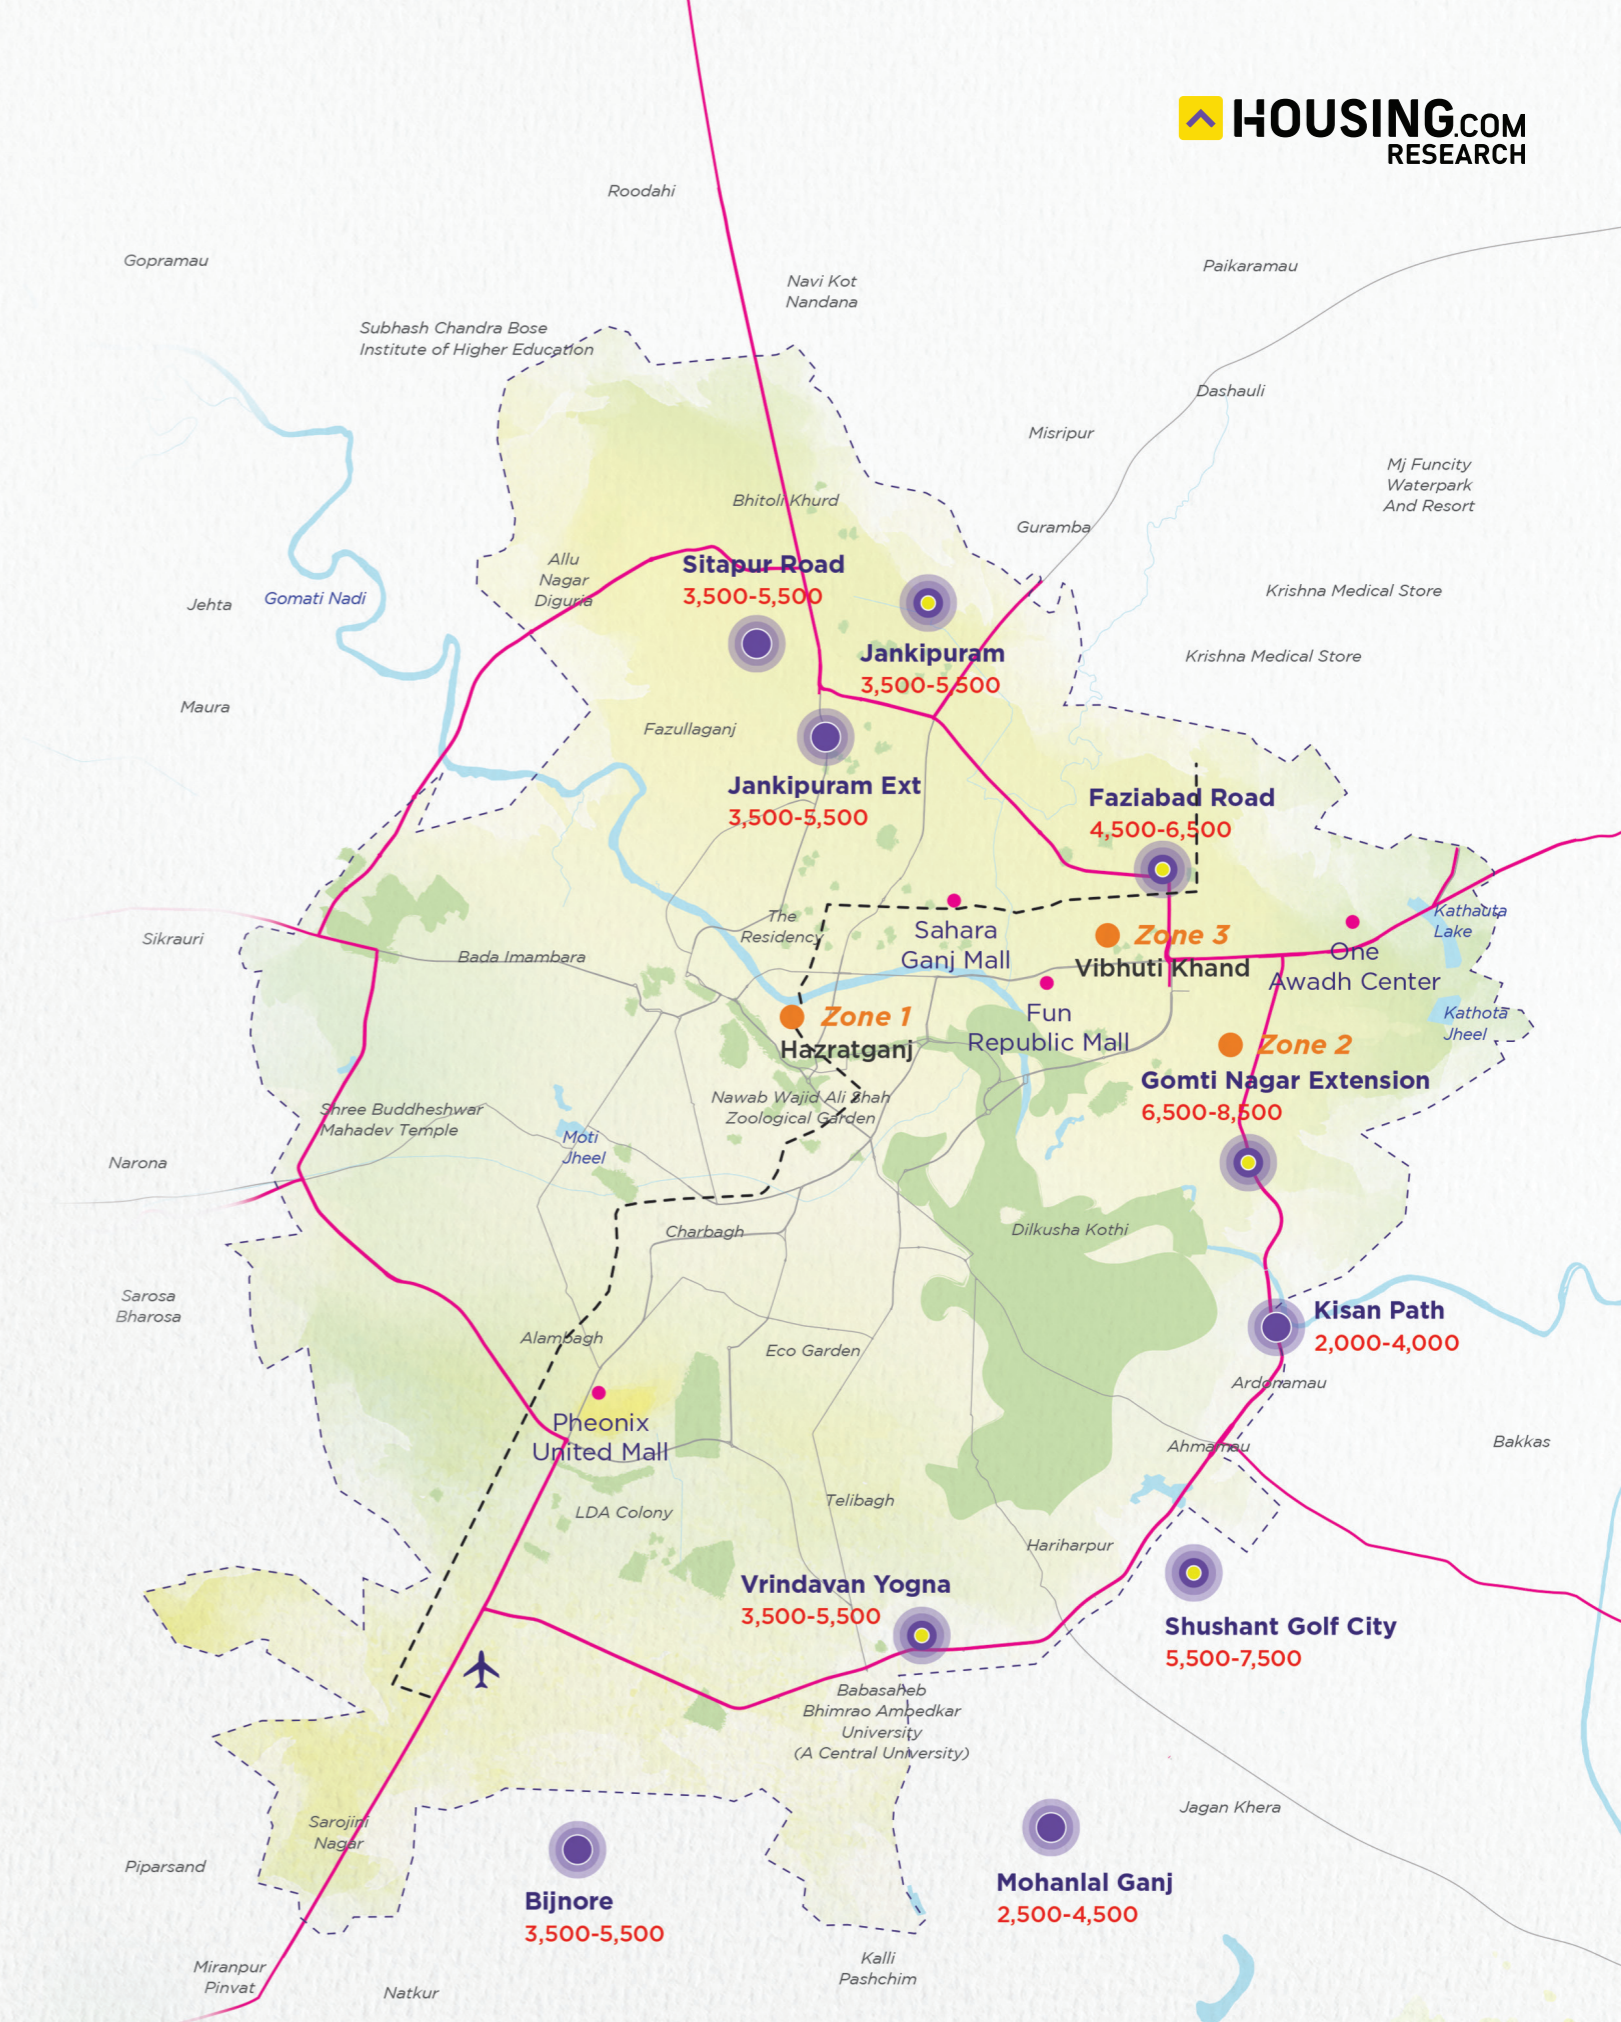 HOUSING.COM
RESEARCH
Roodahi
Gopramau
Paikaramau
Navi Kot
Nandana
Subhash Chandra Bose
Institute of Higher Education
Dashauli
Misripur
Mj Funcity
Waterpark
And Resort
Bhitoli Khurd
Guramba
Allu
Nagar
Diguria
Sitapur Road
3,500-5,500
Jehta
Gomati Nadi
Krishna Medical Store
Jankipuram
3,500-5,500
Krishna Medical Store
Maura
Fazullaganj
Jankipuram Ext
3,500-5,500
Faziabad Road
4,500-6,500
The
Residency
Sahara
Ganj Mall
Zone 3
Vibhuti Khand
Kathauta
Lake
One
Awadh Center
Sikrauri
Bada Imambara
Zone 1
Hazratganj
Fun
Republic Mall
Kathota
Jheel
Zone 2
Gomti Nagar Extension
6,500-8,500
Nawab Wajid Ali Shah
Zoological Garden
Shree Buddheshwar
Mahadev Temple
Moti
Jheel
Narona
Charbagh
Dilkusha Kothi
Sarosa
Bharosa
Kisan Path
2,000-4,000
Alambagh
Eco Garden
Ardonamau
Pheonix
United Mall
Ahmamau
Bakkas
Telibagh
LDA Colony
Hariharpur
Vrindavan Yogna
3,500-5,500
Shushant Golf City
5,500-7,500
Babasaheb
Bhimrao Ambedkar
University
(A Central University)
Jagan Khera
Sarojini
Nagar
Piparsand
Bijnore
3,500-5,500
Mohanlal Ganj
2,500-4,500
Miranpur
Pinvat
Natkur
Kalli
Pashchim